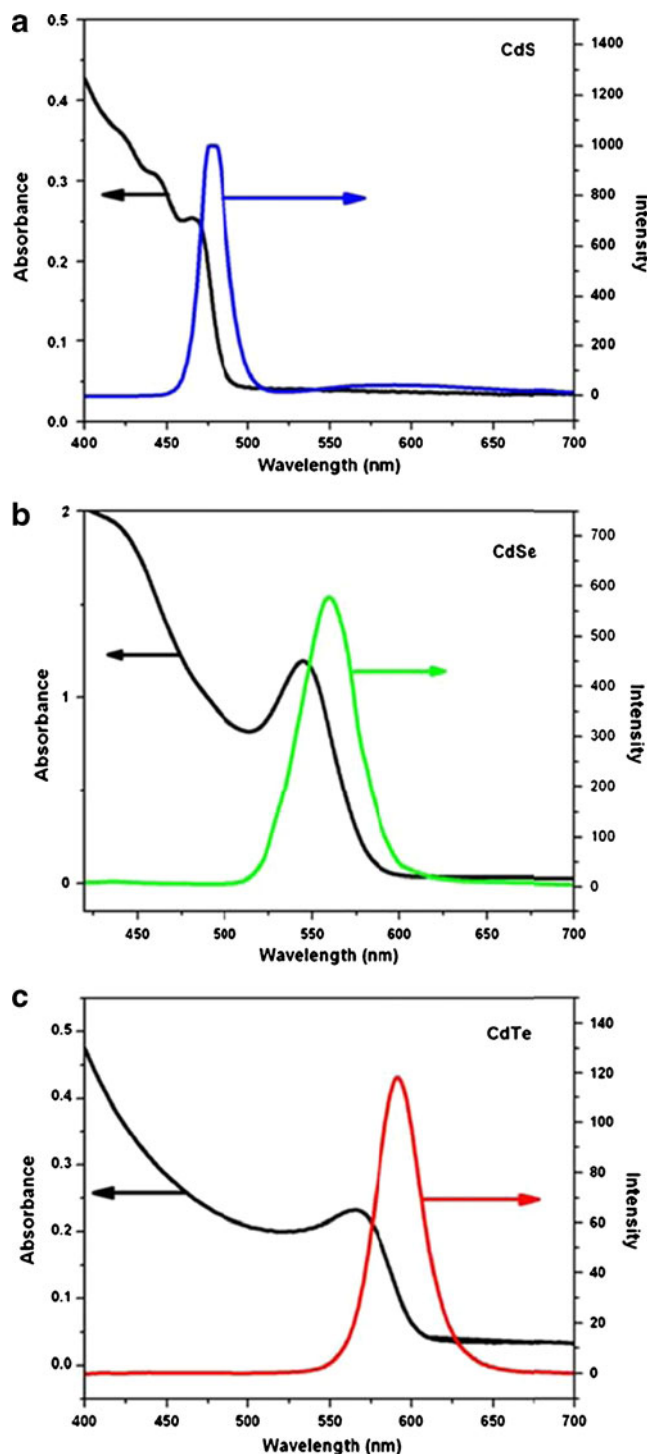 a
CdS
0.5
0.4
0.3
0.2
0.1
0.0
Absorbance
1400
1200
1000
800
600
400
200
0
Intensity
400 450 500 550 600 650 700
Wavelength (nm)
b
CdSe
2
1
0
Absorbance
700
600
500
400
300
200
100
0
Intensity
450 500 550 600 650 700
Wavelength (nm)
c
CdTe
0.5
0.4
0.3
0.2
0.1
0.0
Absorbance
140
120
100
80
60
40
20
0
Intensity
400 450 500 550 600 650 700
Wavelength (nm)